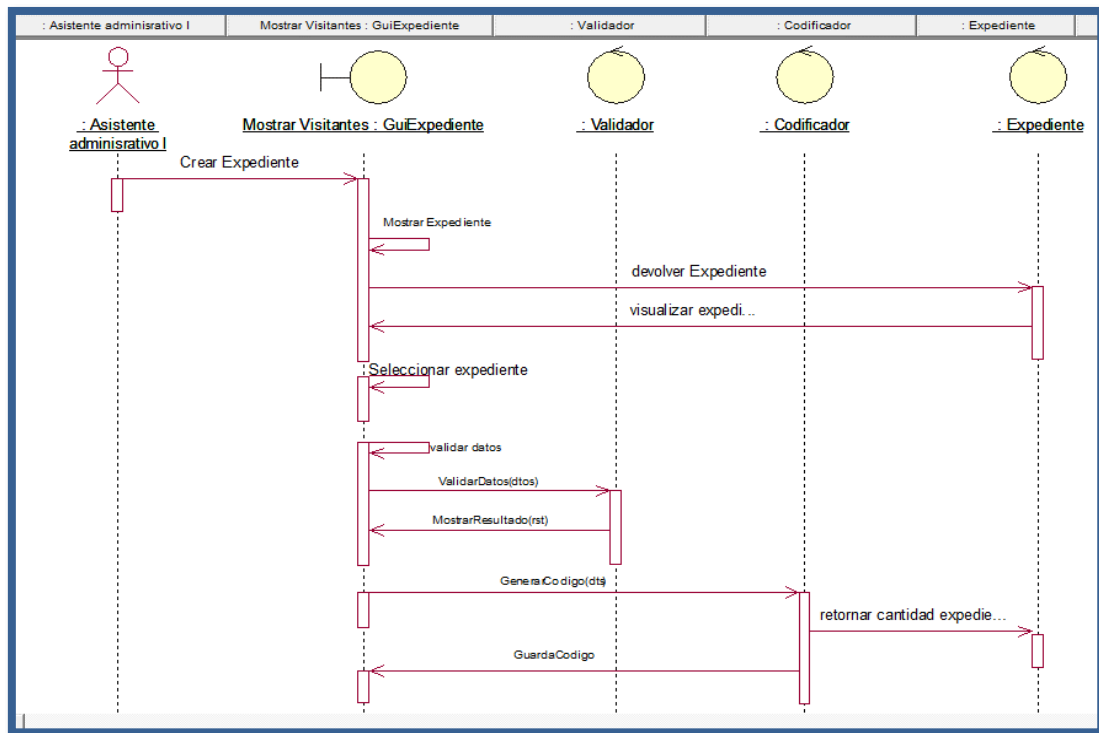 : Asistente adminisrativo I
Mostrar Visitantes : GuiExpediente
: Validador
: Codificador
: Expediente
: Asistente
adminisrativo I
Mostrar Visitantes : GuiExpediente
: Validador
: Codificador
: Expediente
Crear Expediente
Mostrar Expediente
devolver Expediente
visualizar expedi...
Seleccionar expediente
validar datos
ValidarDatos(dtos)
MostrarResultado(rst)
GenerarCodigo(dts)
retornar cantidad expedie...
GuardaCodigo